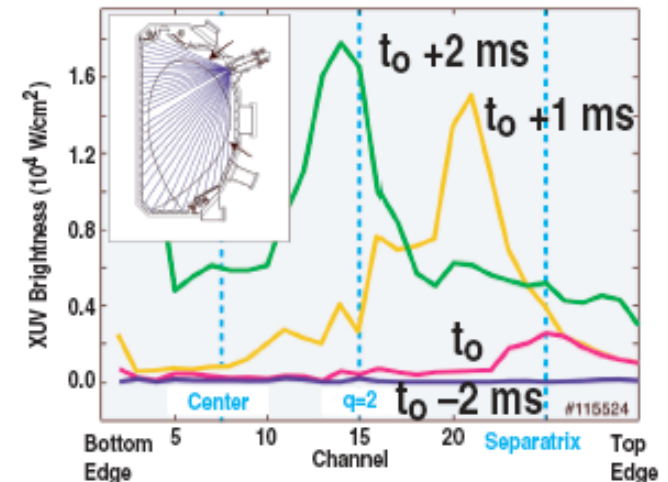 t₀ +2 ms
1.6
t₀ +1 ms
1.2
XUV Brightness (10⁴ W/cm²)
0.8
0.4
t₀
0.0
t₀ –2 ms
Center
q=2
#115524
Bottom Edge
5
10
15
20
Separatrix
Top Edge
Channel